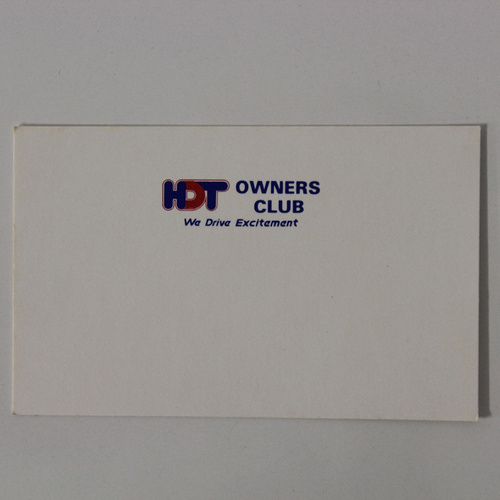 HDT OWNERS
CLUB
We Drive Excitement